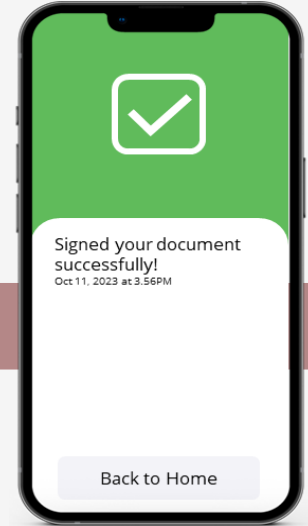 Signed your document
successfully!
Oct 11, 2023 at 3.56PM
Back to Home